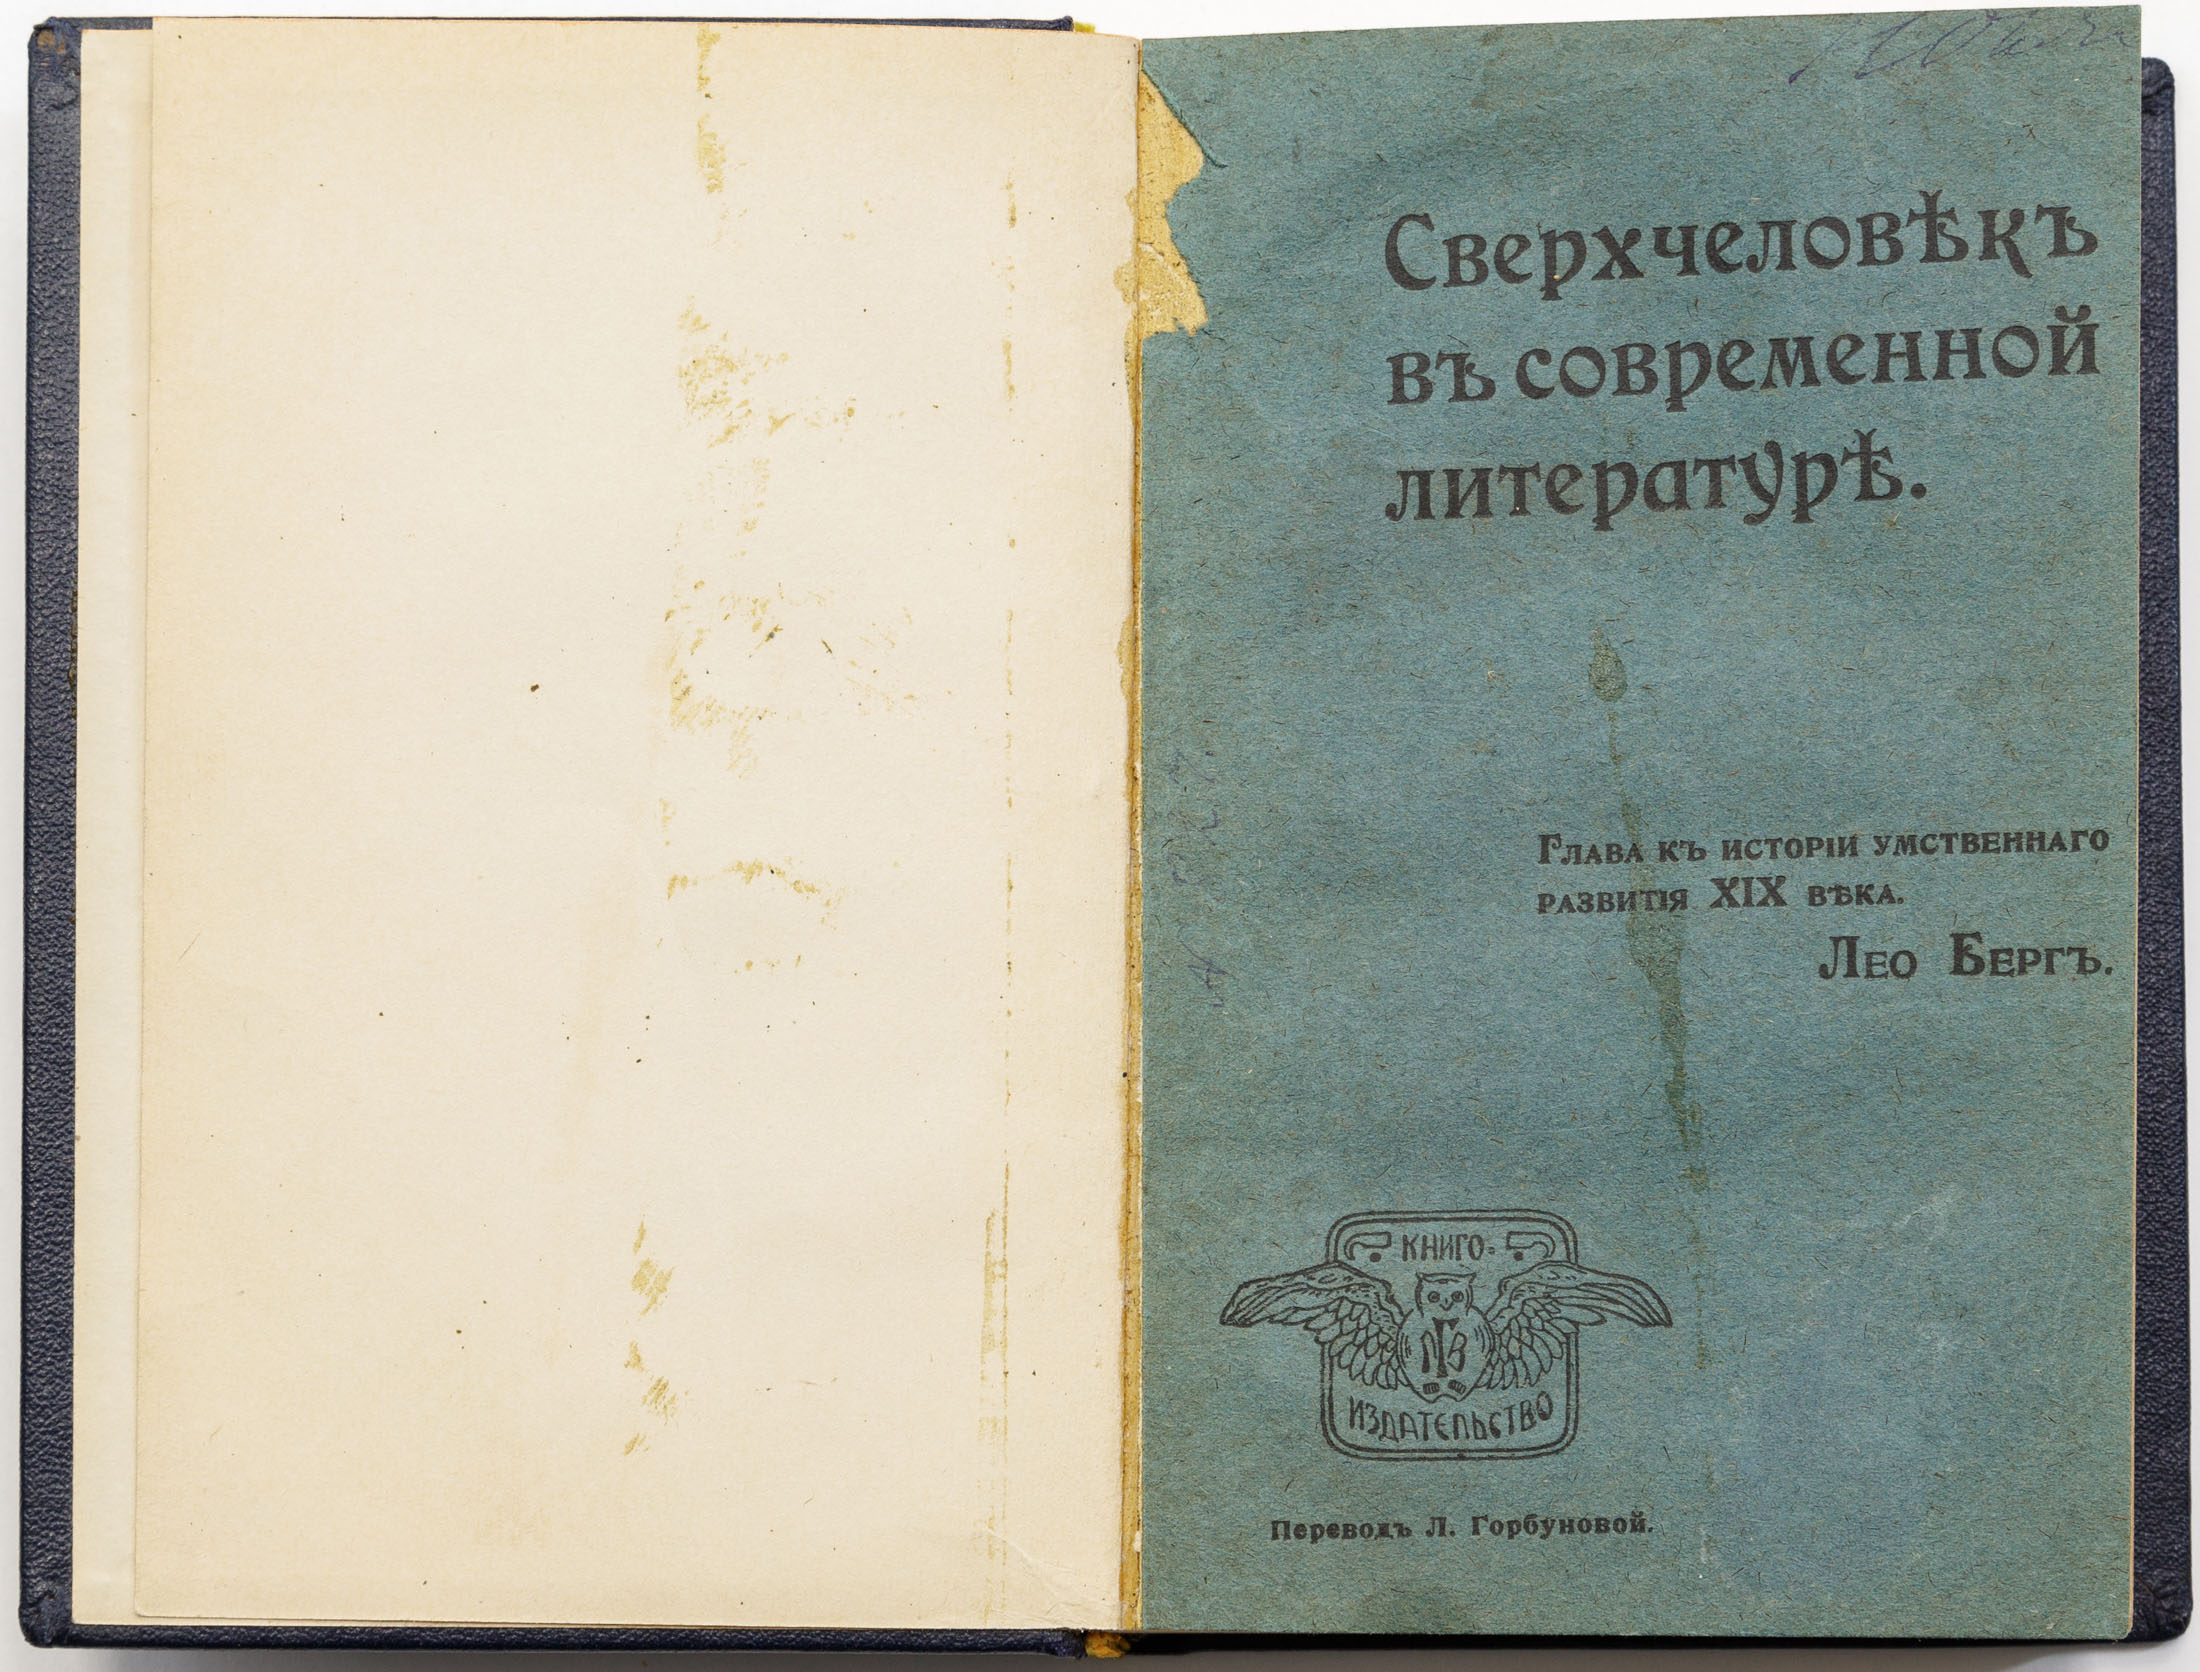 Сверхчеловѣкъ
въ современной
литературѣ.
Глава къ исторіи умственнаго
развитія XIX вѣка.
Лео Бергъ.
КНИГО-
ИЗДАТЕЛЬСТВО
Переводъ Л. Горбуновой.